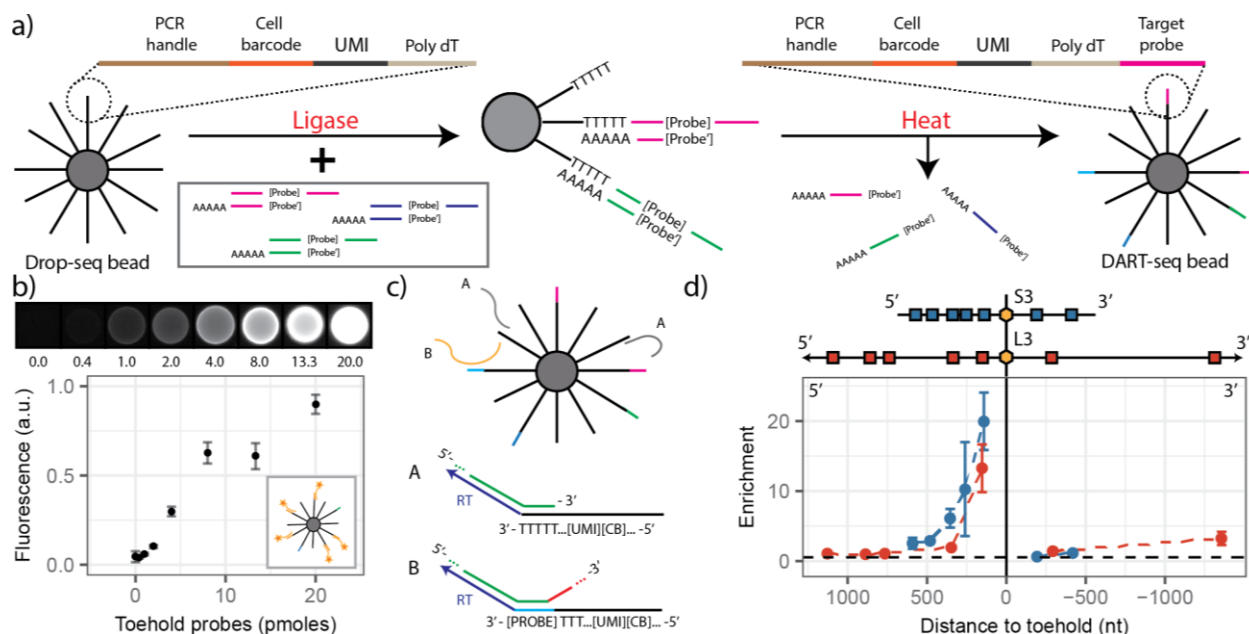 a)
PCR handle
Cell barcode
UMI
Poly dT
Drop-seq bead
Ligase
+
[Probe]
AAAAA [Probe']
[Probe]
AAAAA [Probe']
[Probe]
AAAAA [Probe']
TTTTT
TTTTT [Probe]
AAAAA [Probe']
TTTTT [Probe]
AAAAA [Probe']
Heat
AAAAA [Probe']
AAAAA [Probe']
AAAAA [Probe']
PCR handle
Cell barcode
UMI
Poly dT
Target probe
DART-seq bead
b)
0.0 0.4 1.0 2.0 4.0 8.0 13.3 20.0
Fluorescence (a.u.)
1.0
0.5
0.0
0 10 20
Toehold probes (pmoles)
c)
A
A
B
A
5'-
RT
- 3'
3'- TTTTT...[UMI][CB]... -5'
B
5'-
RT
-3'
3'- [PROBE] TTT...[UMI][CB]... -5'
d)
5' S3 3'
L3
5' 3'
Enrichment
20
10
0
1000 500 0 −500 −1000
Distance to toehold (nt)